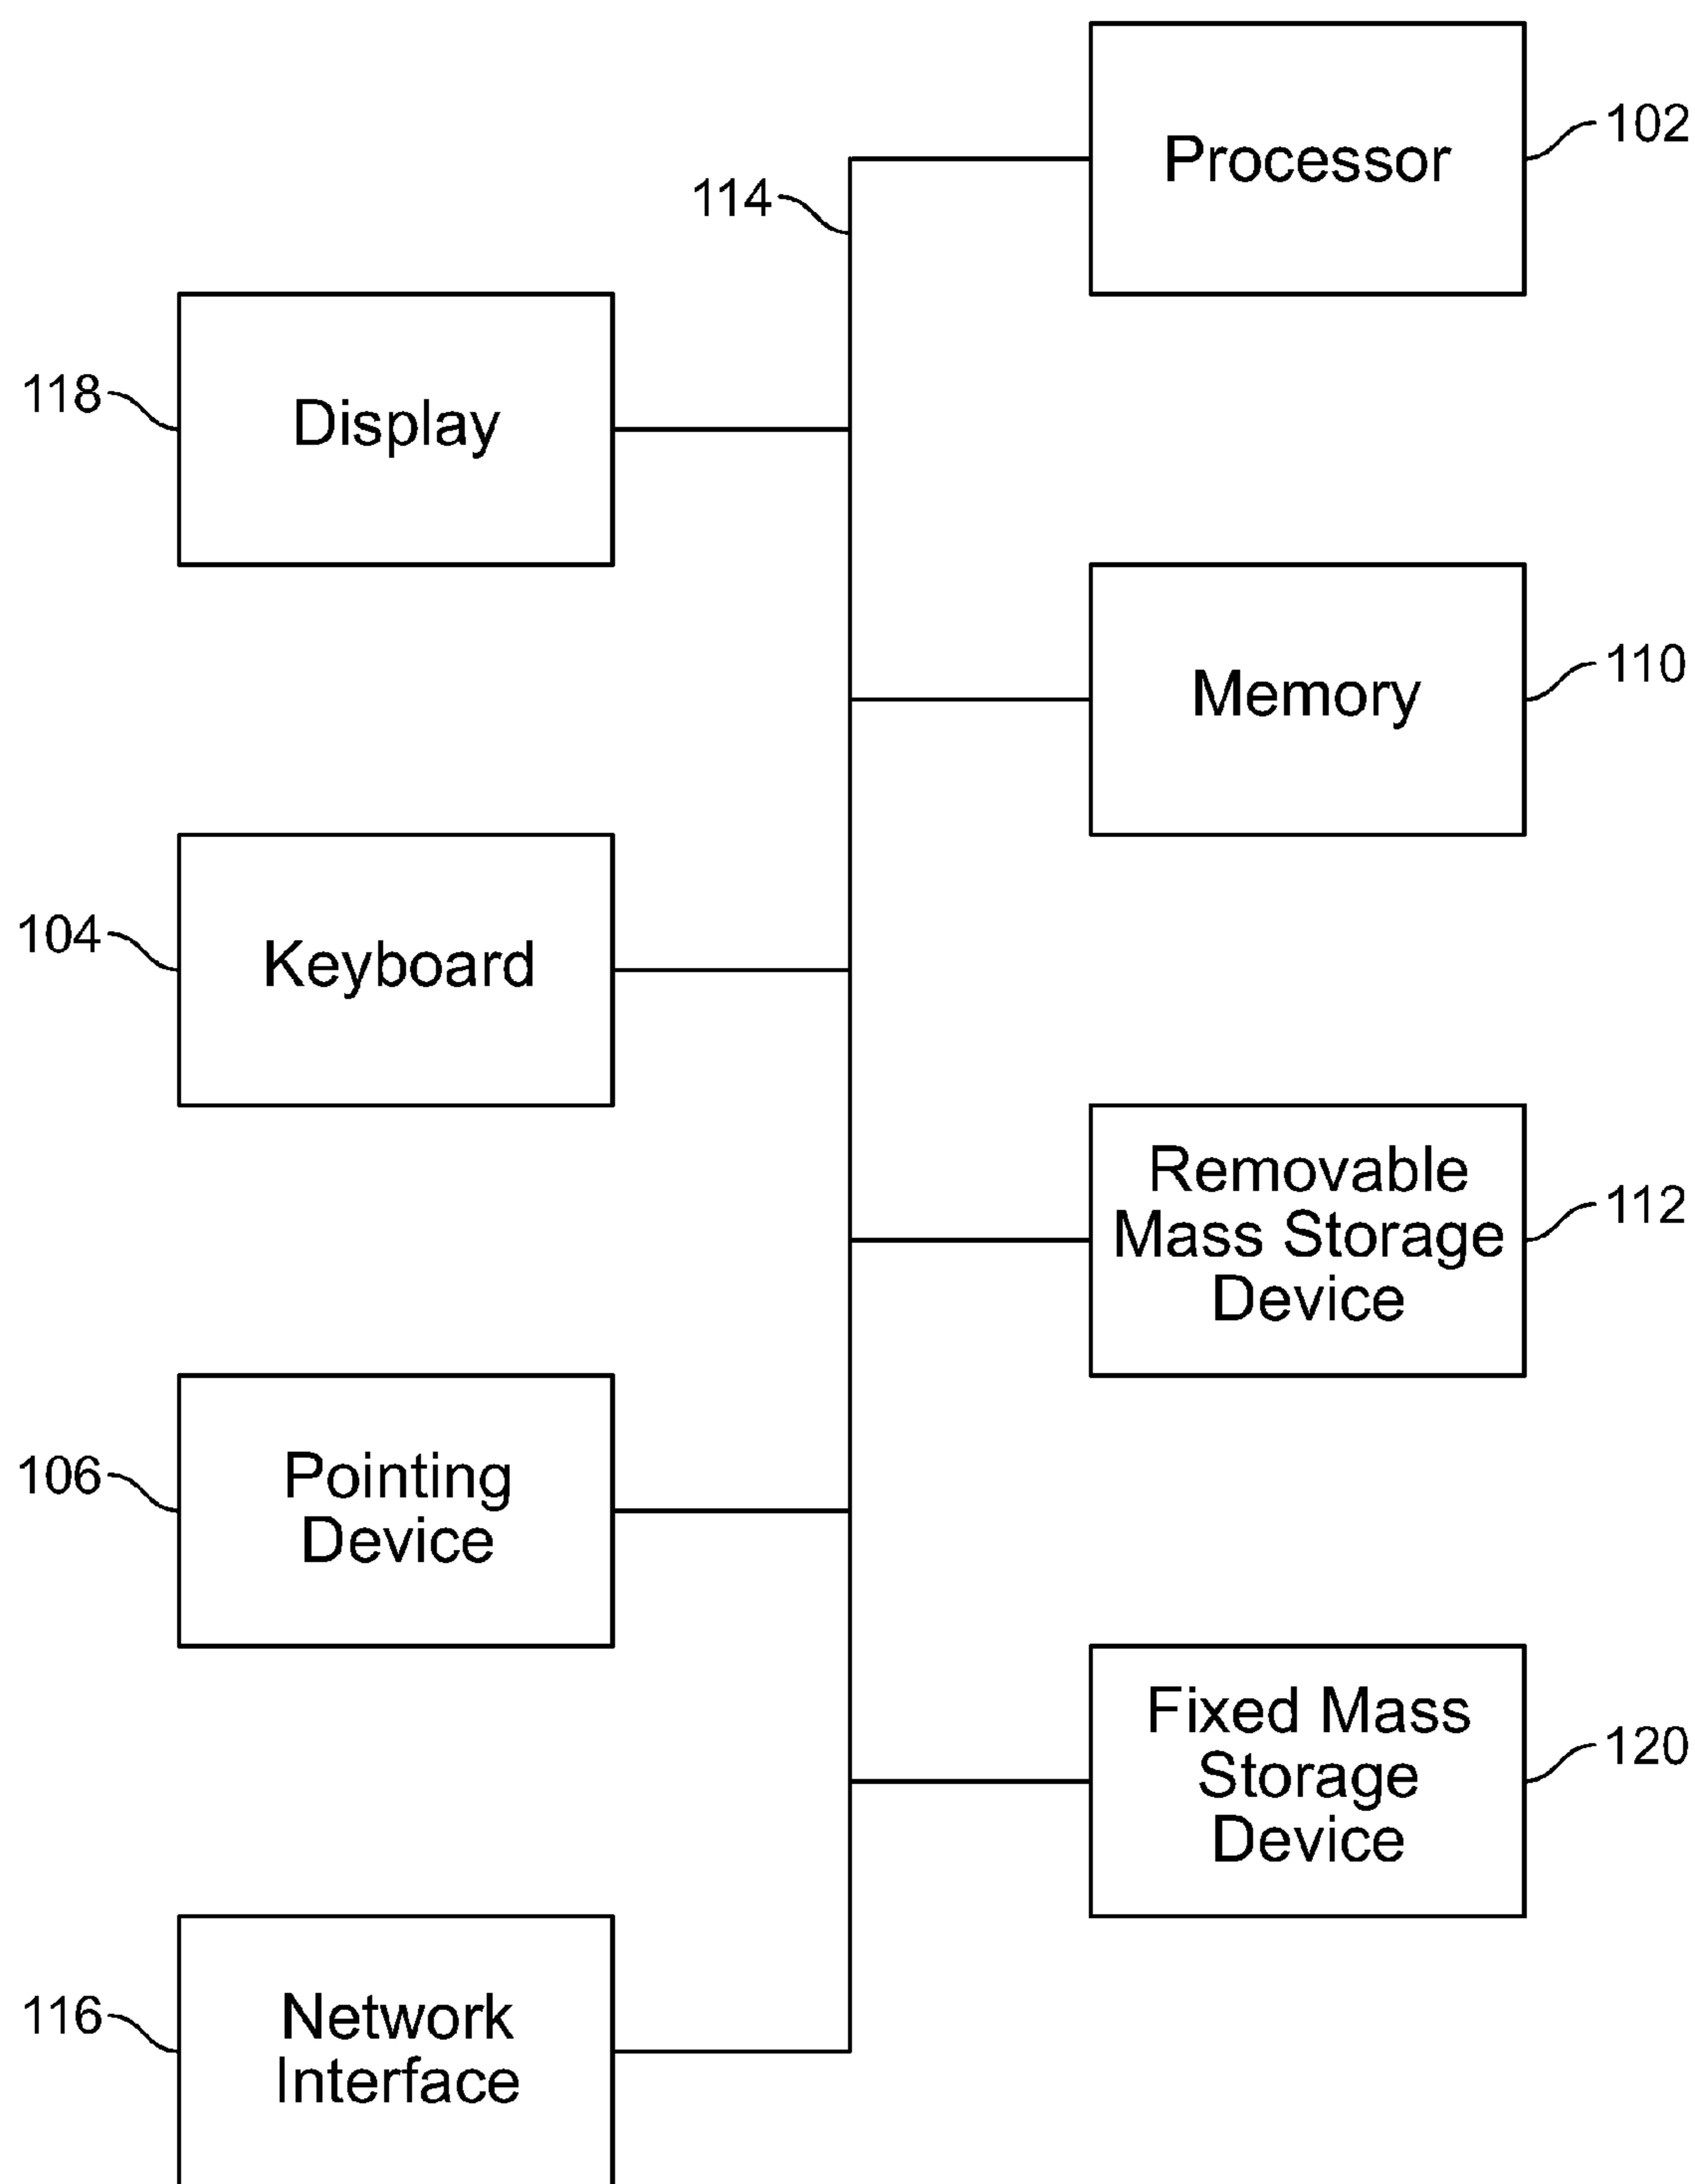 Processor
102
114
118
Display
Memory
110
104
Keyboard
Removable
Mass Storage
Device
112
106
Pointing
Device
Fixed Mass
Storage
Device
120
116
Network
Interface